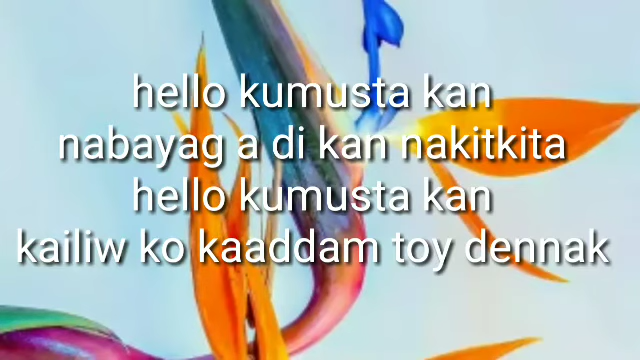 hello kumusta kan
nabayag a di kan nakitkita
hello kumusta kan
kailiw ko kaaddam toy dennak